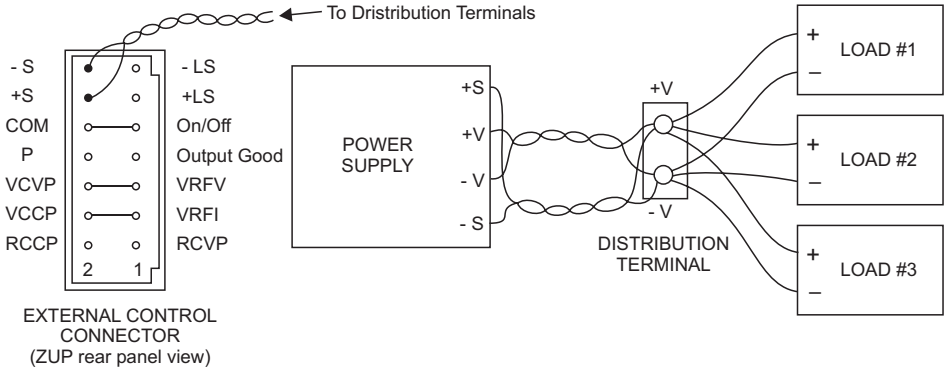 To Dristribution Terminals
- S - LS
+S +LS
COM On/Off
P Output Good
VCVP VRFV
VCCP VRFI
RCCP RCVP
2 1
EXTERNAL CONTROL
CONNECTOR
(ZUP rear panel view)
POWER
SUPPLY
+S
+V
- V
- S
+V
- V
DISTRIBUTION
TERMINAL
+
LOAD #1
–
+
LOAD #2
–
+
LOAD #3
–